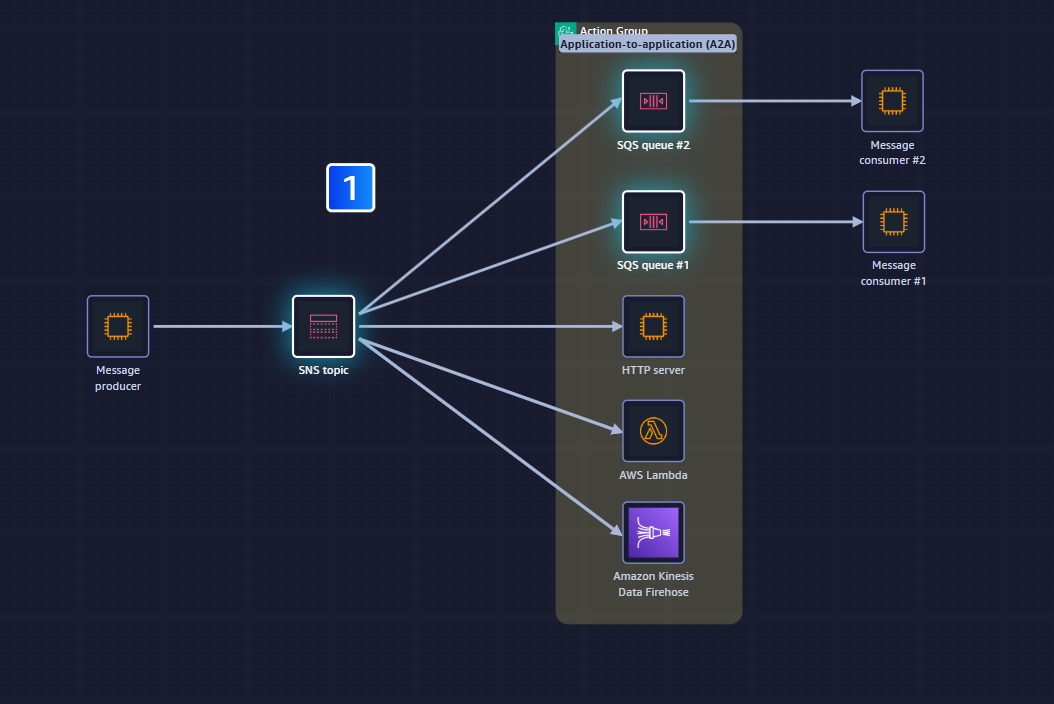 Action Group
Application-to-application (A2A)
SQS queue #2
Message
consumer #2
1
SQS queue #1
Message
consumer #1
Message
producer
SNS topic
HTTP server
AWS Lambda
Amazon Kinesis
Data Firehose